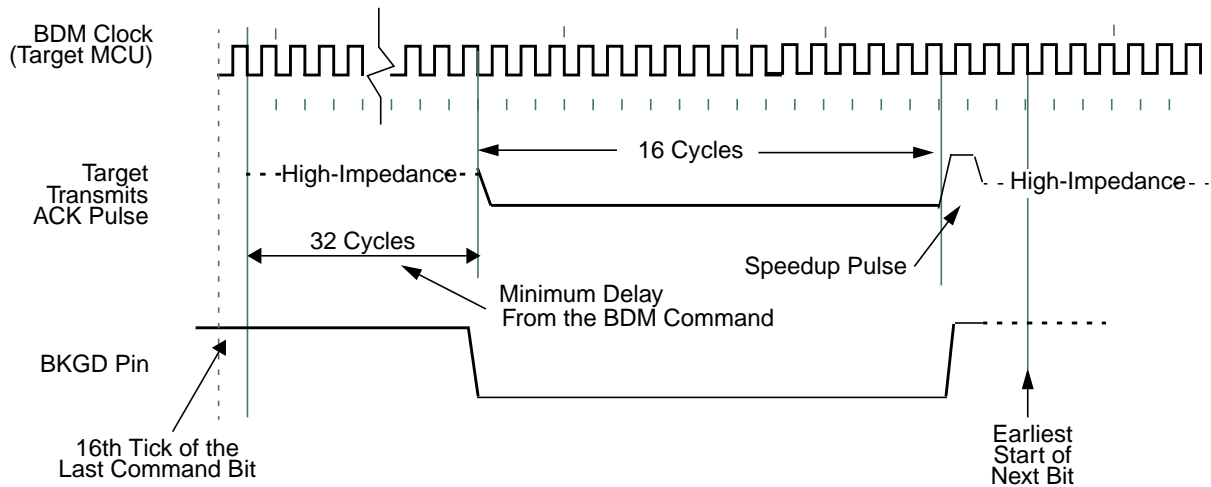 BDM Clock
(Target MCU)
16 Cycles
Target
Transmits
ACK Pulse
High-Impedance
High-Impedance
32 Cycles
Speedup Pulse
Minimum Delay
From the BDM Command
BKGD Pin
16th Tick of the
Last Command Bit
Earliest
Start of
Next Bit